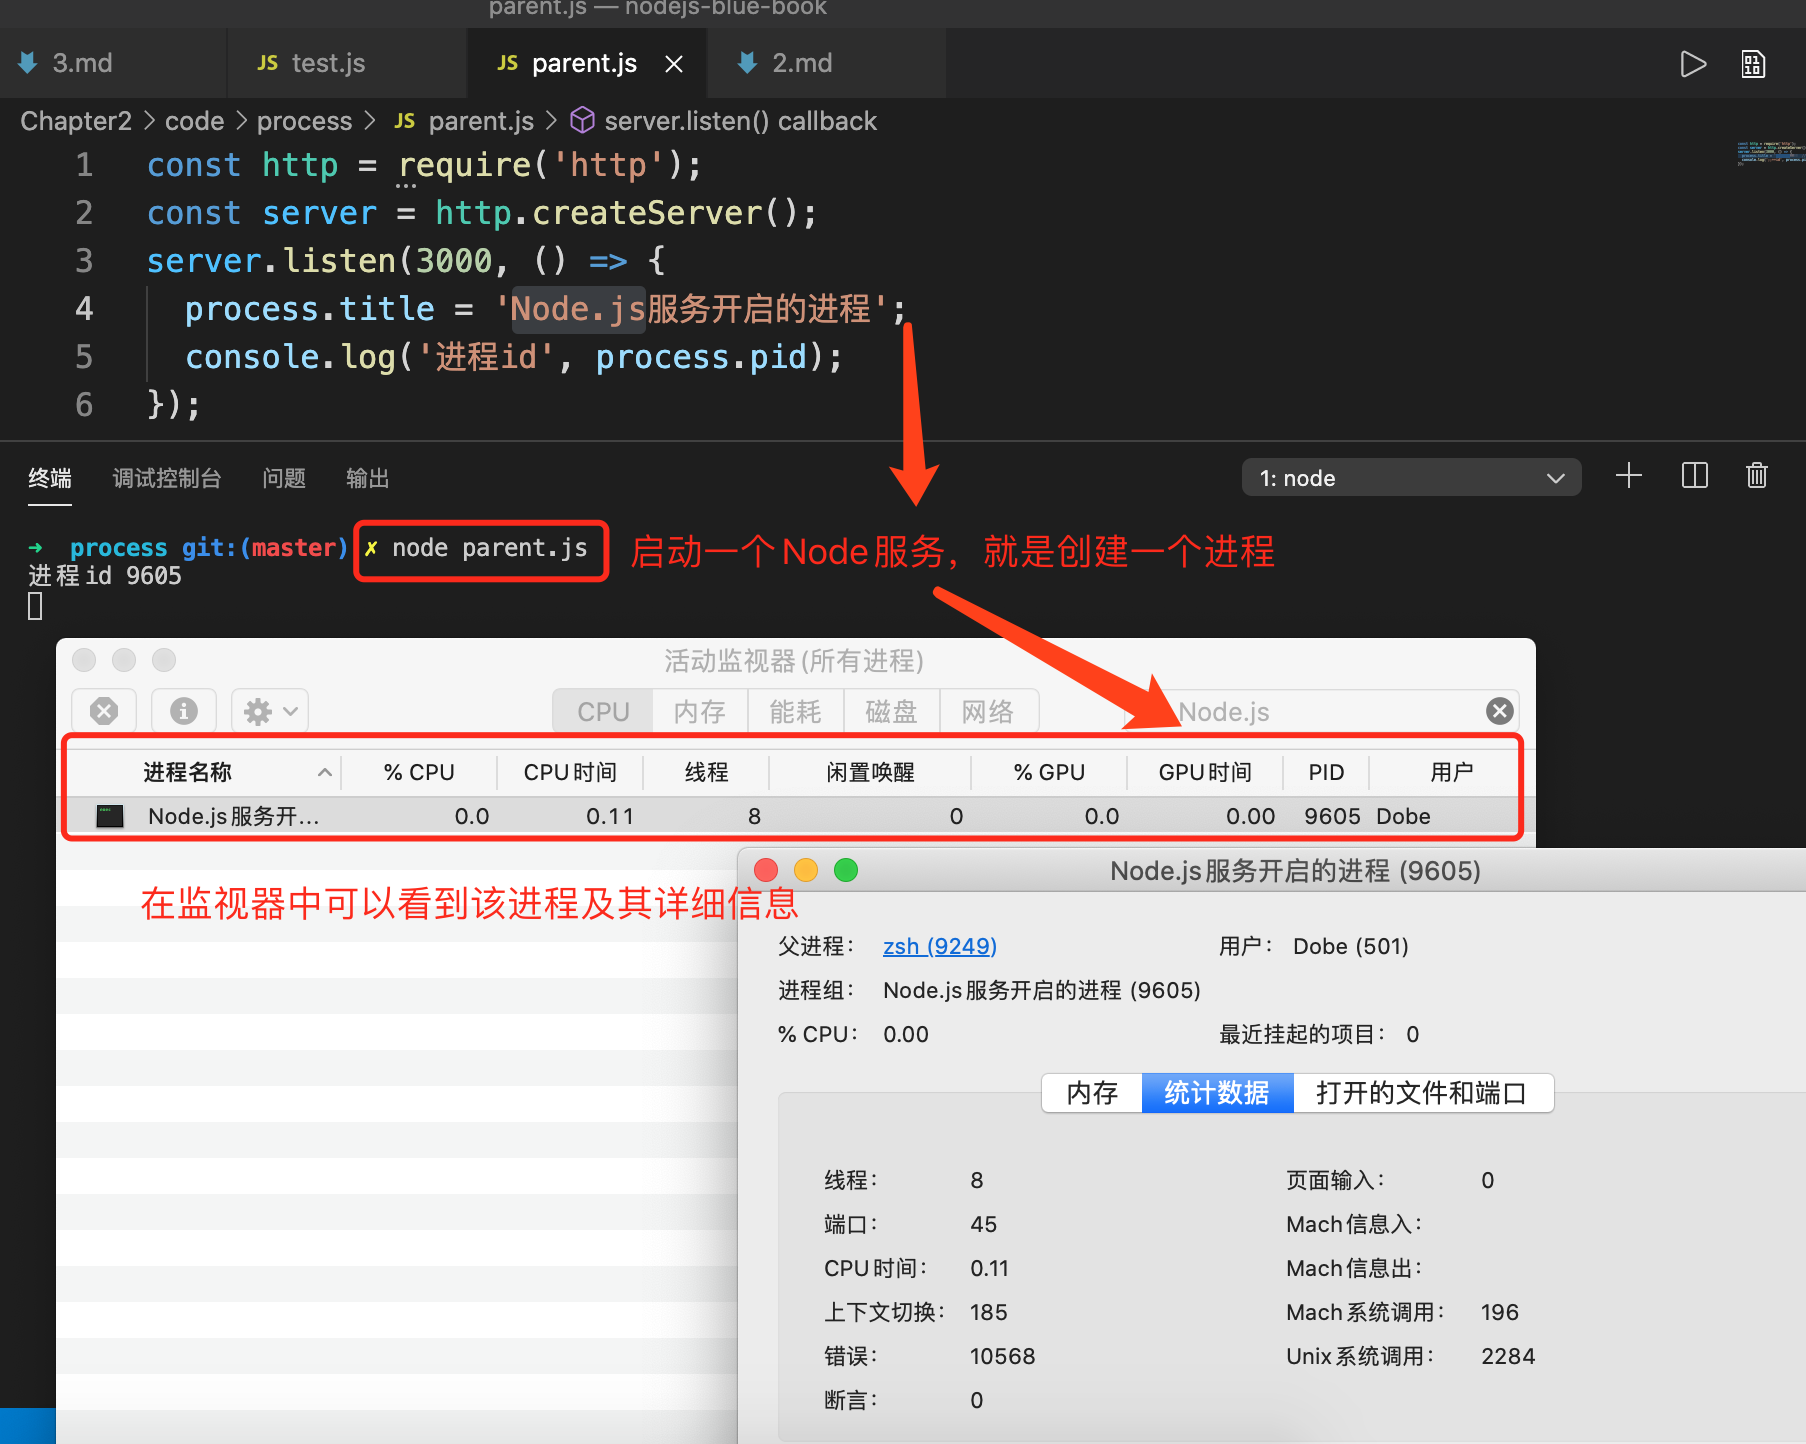 parent.js — nodejs-blue-book
3.md
JS test.js
JS parent.js
2.md
Chapter2 > code > process > JS parent.js > server.listen() callback
1 const http = require('http');
2 const server = http.createServer();
3 server.listen(3000, () => {
4 process.title = 'Node.js服务开启的进程';
5 console.log('进程id', process.pid);
6 });
终端 调试控制台 问题 输出
1: node
➜ process git:(master) ✗ node parent.js
启动一个Node服务，就是创建一个进程
进程id 9605
活动监视器(所有进程)
CPU 内存 能耗 磁盘 网络
Node.js
进程名称 % CPU CPU时间 线程 闲置唤醒 % GPU GPU时间 PID 用户
Node.js服务开... 0.0 0.11 8 0 0.0 0.00 9605 Dobe
在监视器中可以看到该进程及其详细信息
Node.js服务开启的进程 (9605)
父进程： zsh (9249) 用户： Dobe (501)
进程组： Node.js服务开启的进程 (9605)
% CPU： 0.00 最近挂起的项目： 0
内存 统计数据 打开的文件和端口
线程： 8 页面输入： 0
端口： 45 Mach信息入：
CPU时间： 0.11 Mach信息出：
上下文切换： 185 Mach系统调用： 196
错误： 10568 Unix系统调用： 2284
断言： 0